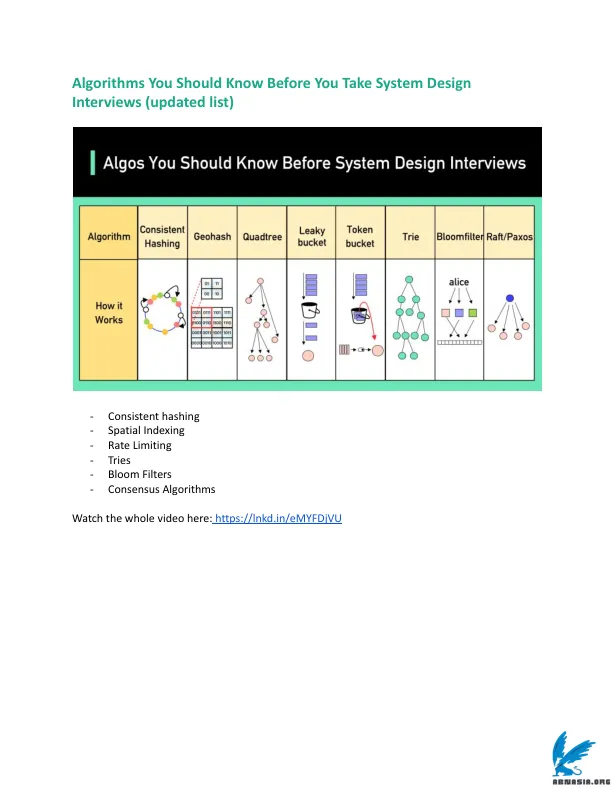 Algorithms You Should Know Before You Take System Design
Interviews (updated list)
Algos You Should Know Before System Design Interviews
Algorithm
Consistent
Hashing
Geohash
Quadtree
Leaky
bucket
Token
bucket
Trie
Bloomfilter
Raft/Paxos
How it
Works
01 11
00 10
alice
- Consistent hashing
- Spatial Indexing
- Rate Limiting
- Tries
- Bloom Filters
- Consensus Algorithms
Watch the whole video here: https://lnkd.in/eMYFDjVU
ABNASIA.ORG